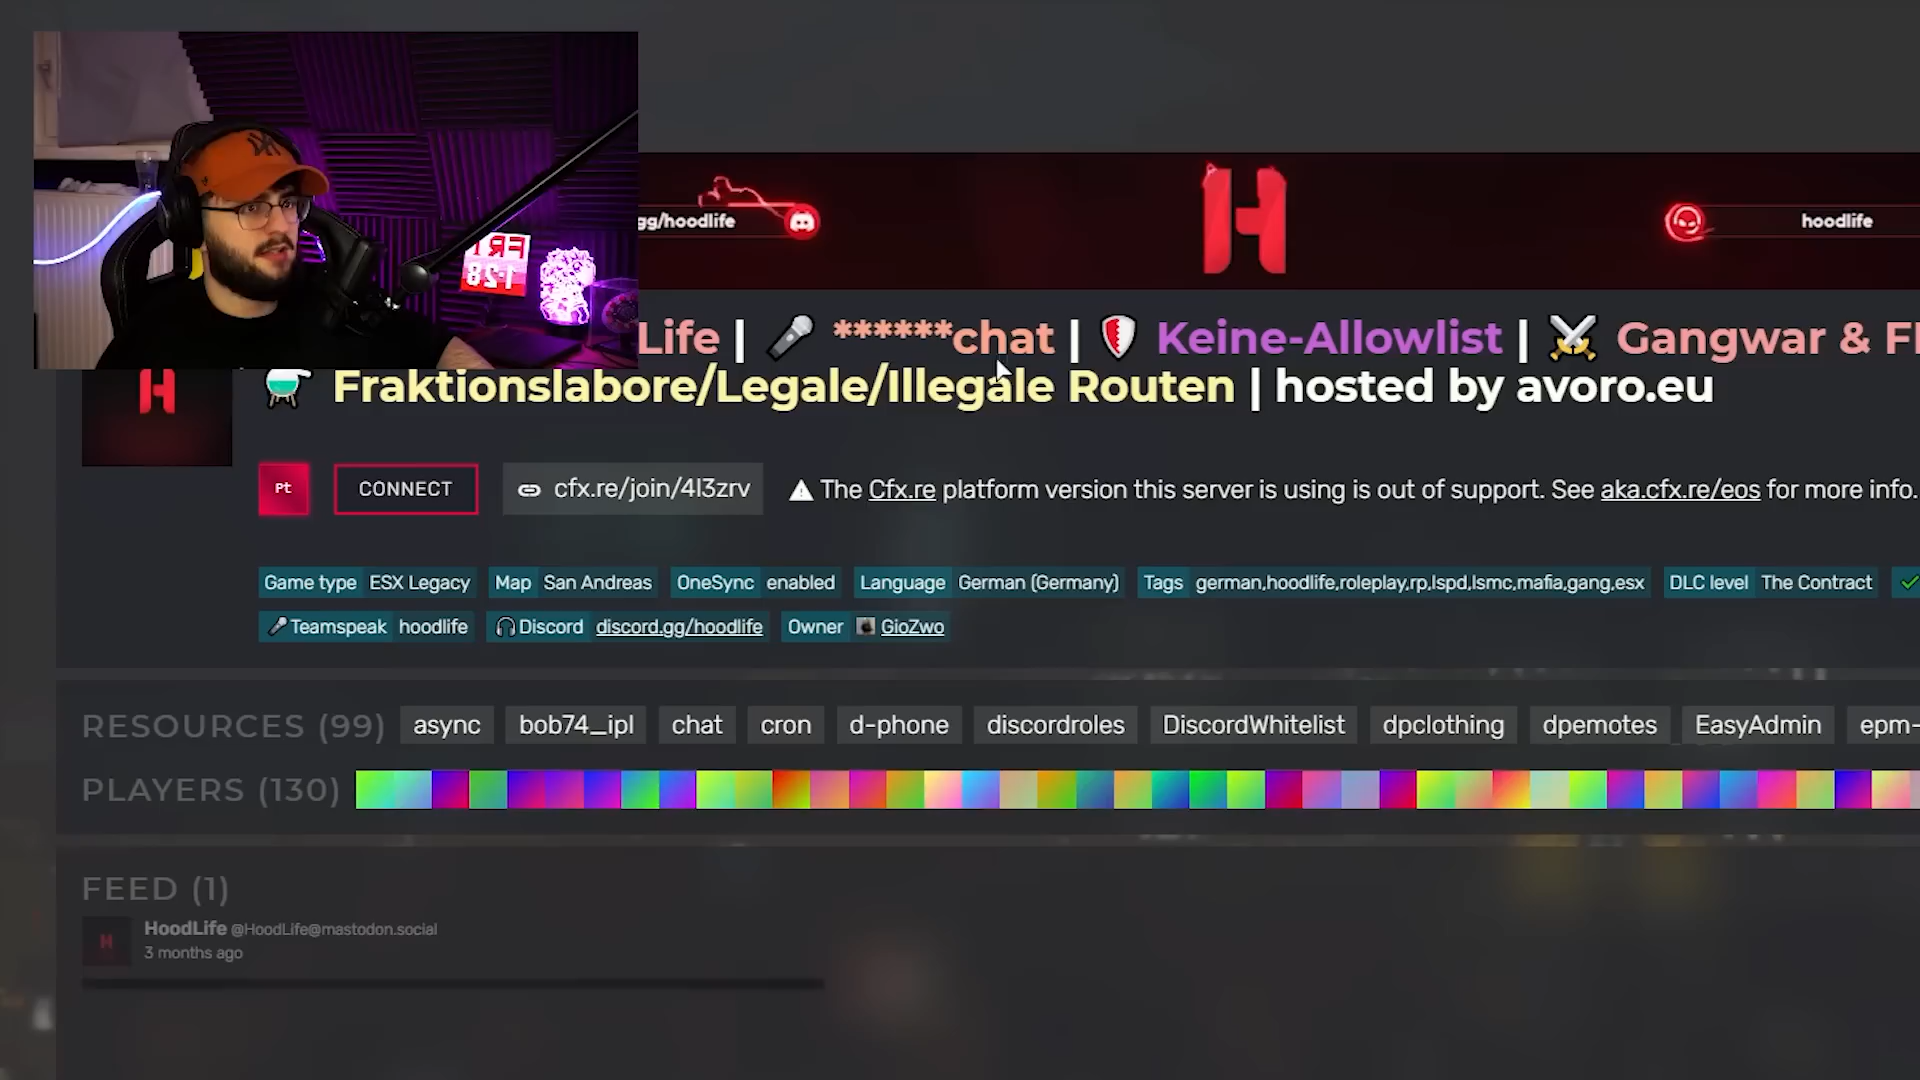 gg/hoodlife
H
hoodlife
Life | ******chat | Keine-Allowlist | Gangwar &
Fraktionslabore/Legale/Illegale Routen | hosted by avoro.eu
H
Pt
CONNECT
cfx.re/join/4l3zrv
The Cfx.re platform version this server is using is out of support. See aka.cfx.re/eos for more info.
Game type ESX Legacy
Map San Andreas
OneSync enabled
Language German (Germany)
Tags german,hoodlife,roleplay,rp,lspd,lsmc,mafia,gang,esx
DLC level The Contract
Teamspeak hoodlife
Discord discord.gg/hoodlife
Owner GioZwo
RESOURCES (99) async bob74_ipl chat cron d-phone discordroles DiscordWhitelist dpclothing dpemotes EasyAdmin epm-
PLAYERS (130)
FEED (1)
H
HoodLife @HoodLife@mastodon.social
3 months ago